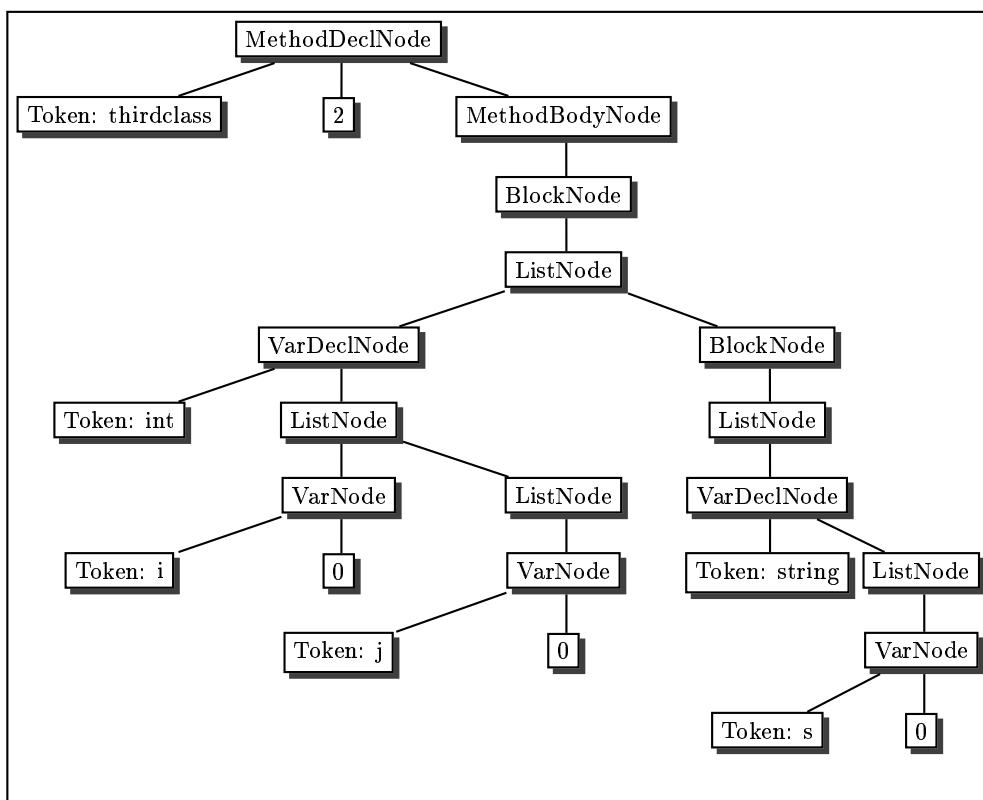 MethodDeclNode
Token: thirdclass 2 MethodBodyNode
BlockNode
ListNode
VarDeclNode BlockNode
Token: int ListNode ListNode
VarNode ListNode VarDeclNode
Token: i 0 VarNode Token: string ListNode
Token: j 0 VarNode
Token: s 0